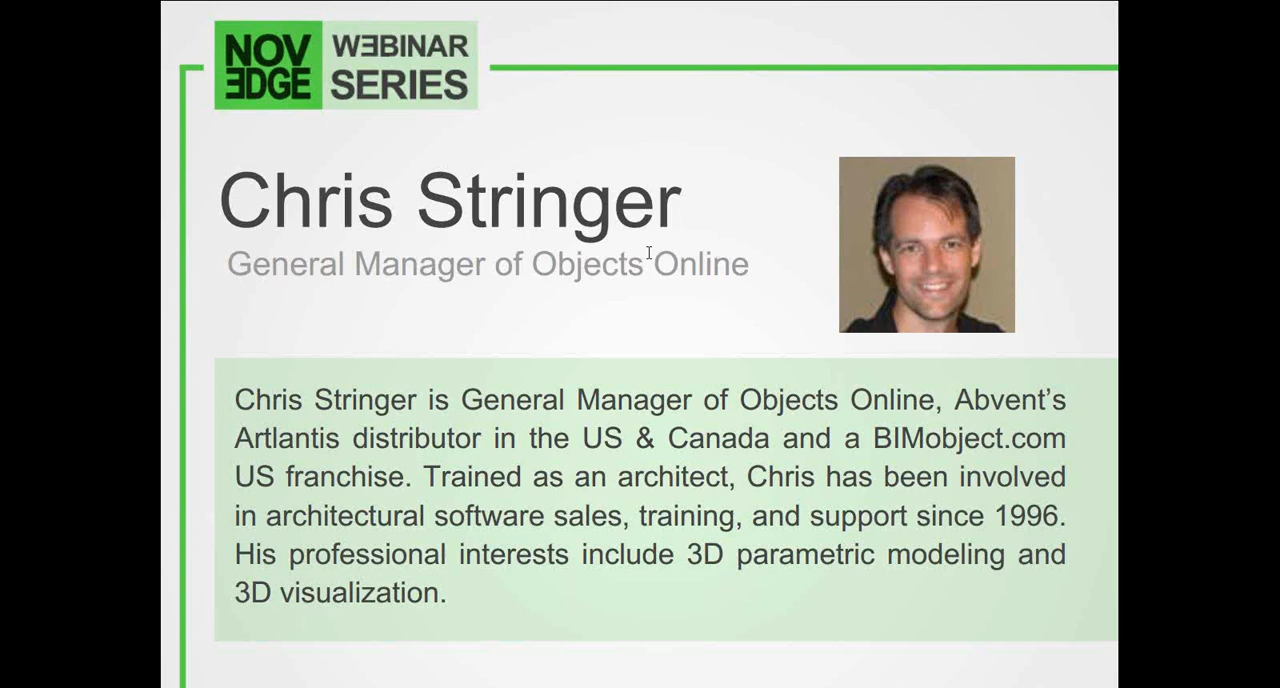 NOV
EDGE
WEBINAR
SERIES
Chris Stringer
General Manager of Objects Online
Chris Stringer is General Manager of Objects Online, Abvent’s
Artlantis distributor in the US & Canada and a BIMobject.com
US franchise. Trained as an architect, Chris has been involved
in architectural software sales, training, and support since 1996.
His professional interests include 3D parametric modeling and
3D visualization.